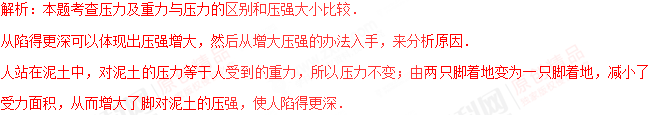 解析：本题考查压力及重力与压力的区别和压强大小比较．
从陷得更深可以体现出压强增大，然后从增大压强的办法入手，来分析原因．
人站在泥土中，对泥土的压力等于人受到的重力，所以压力不变；由两只脚着地变为一只脚着地，减小了
受力面积，从而增大了脚对泥土的压强，使人陷得更深．